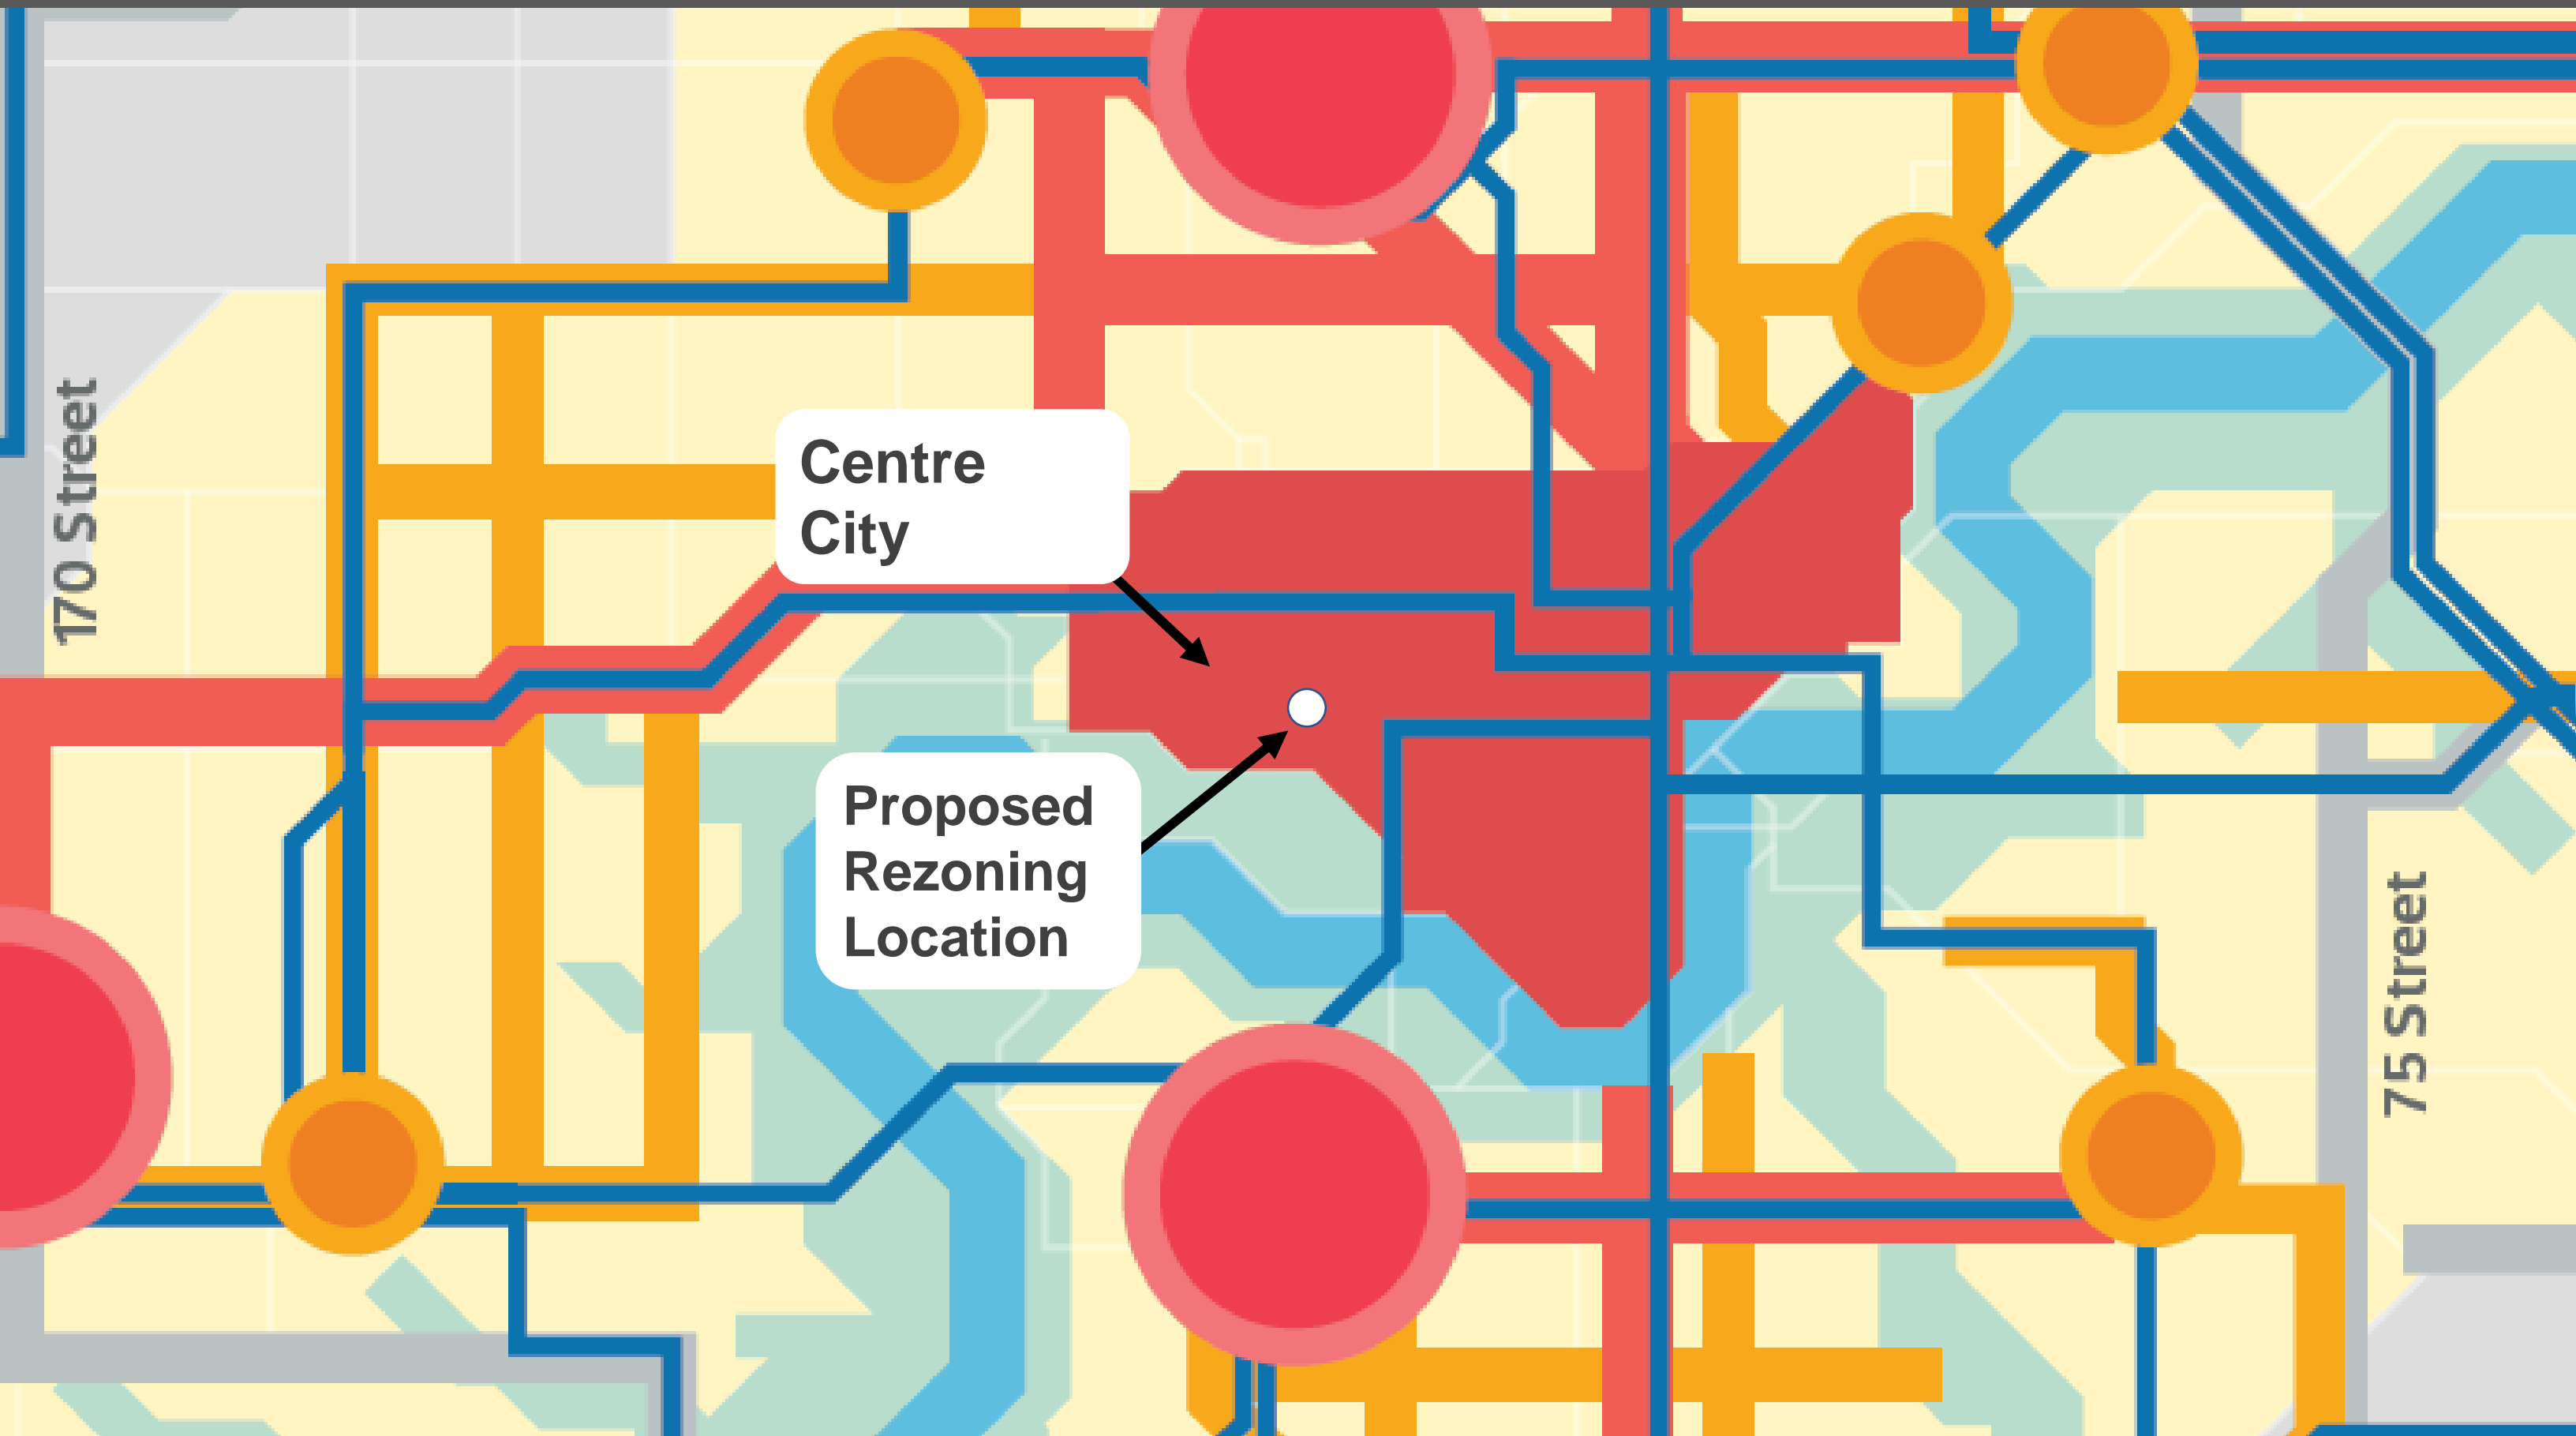 Centre
City
170 Street
Proposed
Rezoning
Location
75 Street